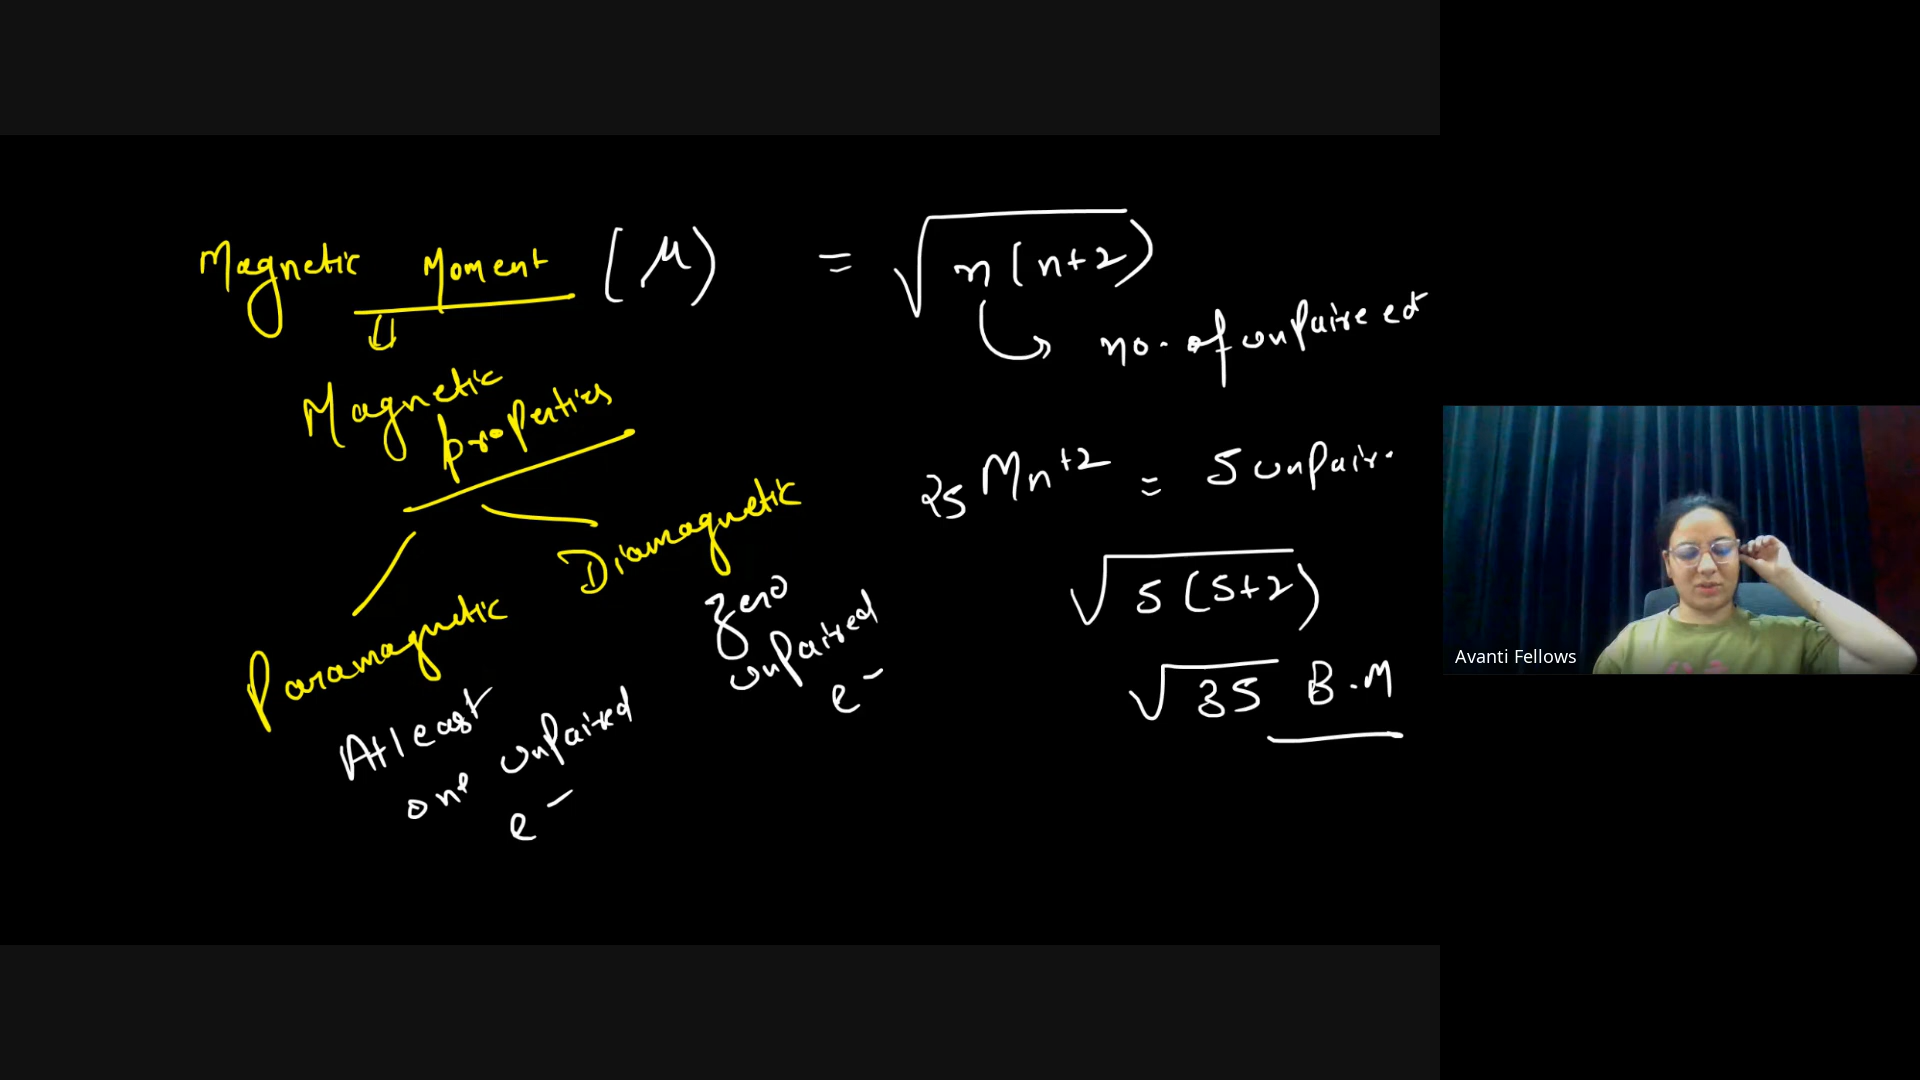 Magnetic Moment (μ) = √n(n+2)
no. of unpaired
Magnetic
properties
25 Mn+2 = 5 unpair.
Diamagnetic
zero
unpaired
e-
√5(5+2)
Paramagnetic
Atleast
one unpaired
e-
√35 B.M
Avanti Fellows